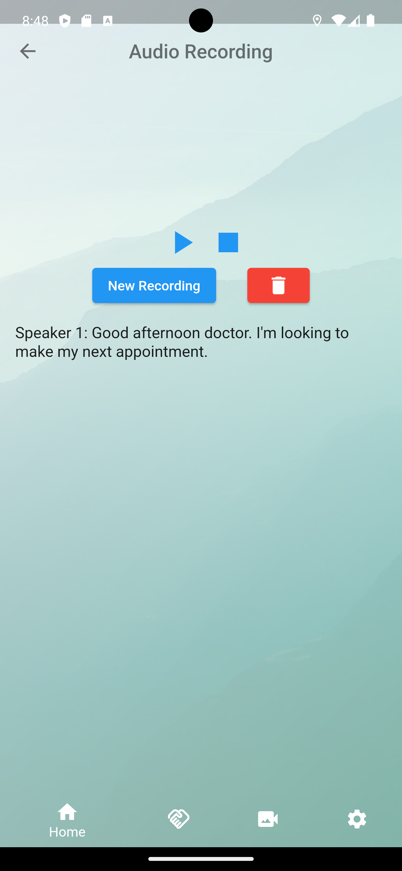 8:48
Audio Recording
New Recording
Speaker 1: Good afternoon doctor. I'm looking to
make my next appointment.
Home